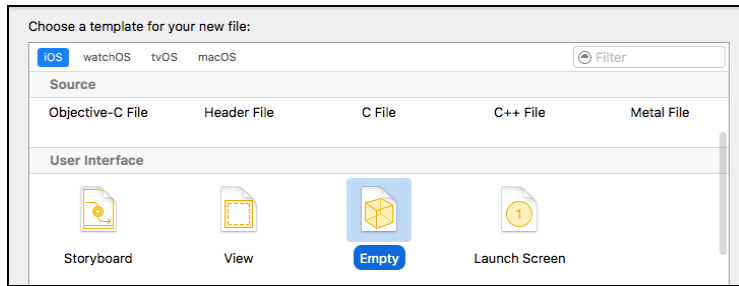 Choose a template for your new file:
iOS watchOS tvOS macOS Filter
Source
Objective-C File Header File C File C++ File Metal File
User Interface
1
Storyboard View Empty Launch Screen